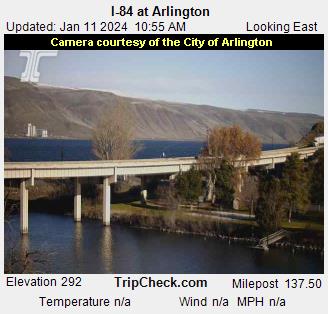 I-84 at Arlington
Updated: Jan 11 2024 10:55 AM Looking East
Camera courtesy of the City of Arlington
Elevation 292 TripCheck.com Milepost 137.50
Temperature n/a Wind n/a MPH n/a